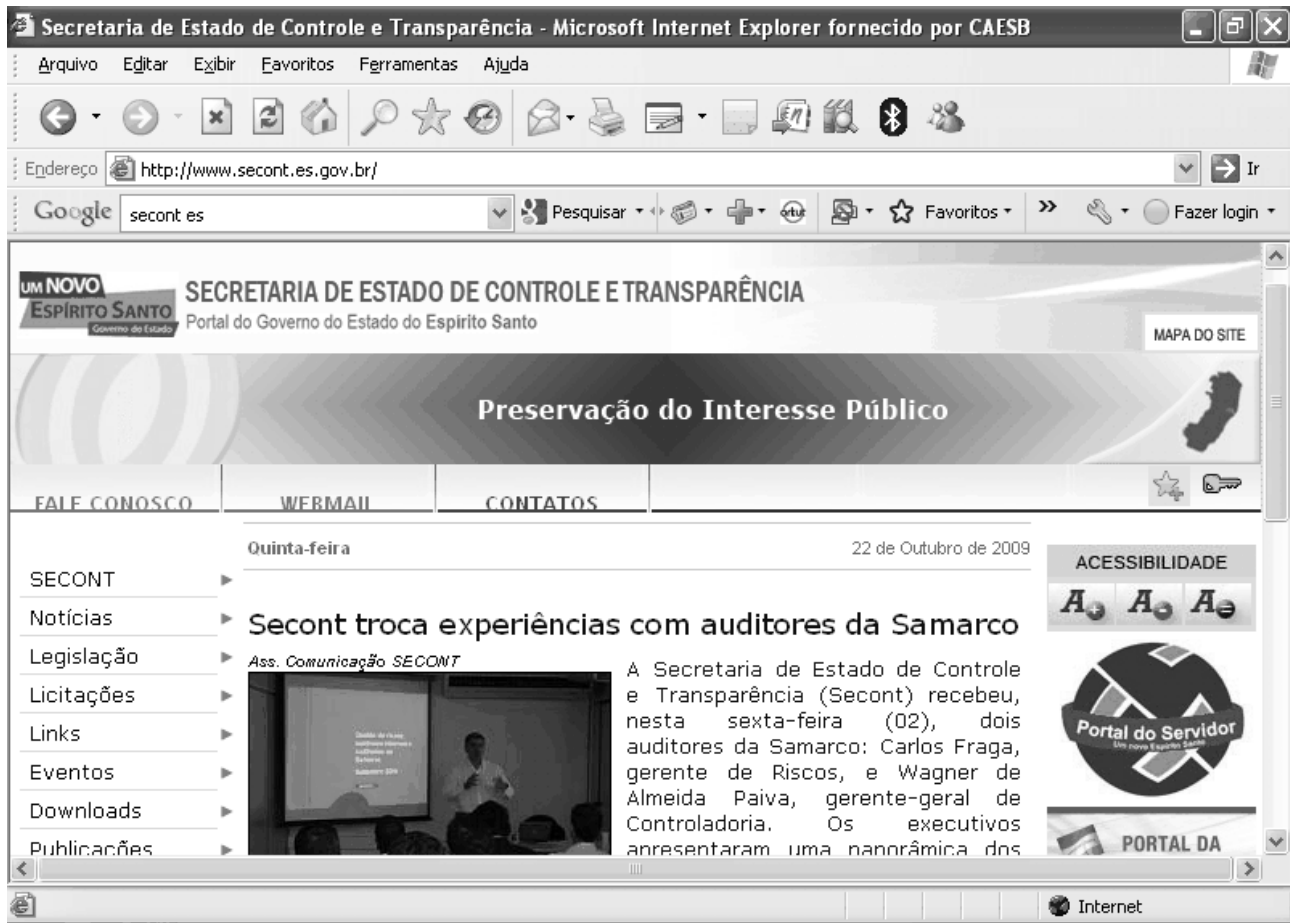 Secretaria de Estado de Controle e Transparência - Microsoft Internet Explorer fornecido por CAESB
Arquivo Editar Exibir Favoritos Ferramentas Ajuda
Endereço http://www.secont.es.gov.br/ Ir
Google secont es Pesquisar ortur Favoritos » Fazer login
UM NOVO
ESPÍRITO SANTO
Governo do Estado
SECRETARIA DE ESTADO DE CONTROLE E TRANSPARÊNCIA
Portal do Governo do Estado do Espírito Santo
MAPA DO SITE
Preservação do Interesse Público
FALE CONOSCO WEBMAIL CONTATOS
Quinta-feira 22 de Outubro de 2009
SECONT
Notícias
Legislação
Licitações
Links
Eventos
Downloads
Publicações
Secont troca experiências com auditores da Samarco
Ass. Comunicação SECONT
A Secretaria de Estado de Controle
e Transparência (Secont) recebeu,
nesta sexta-feira (02), dois
auditores da Samarco: Carlos Fraga,
gerente de Riscos, e Wagner de
Almeida Paiva, gerente-geral de
Controladoria. Os executivos
apresentaram uma panorâmica dos
ACESSIBILIDADE
A+ A- A=
Portal do Servidor
Um novo Espírito Santo
PORTAL DA
Internet